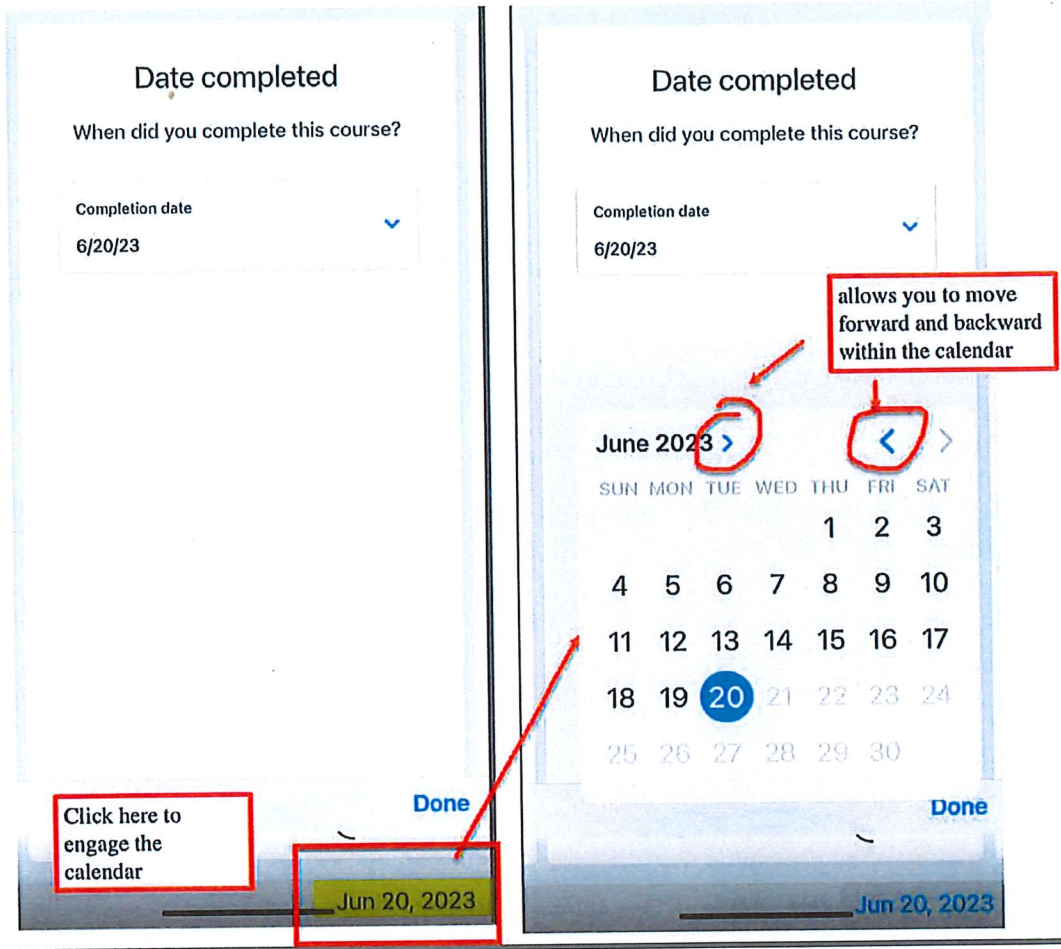 Date completed
When did you complete this course?
Completion date
6/20/23
Click here to
engage the
calendar
Done
Jun 20, 2023
Date completed
When did you complete this course?
Completion date
6/20/23
allows you to move
forward and backward
within the calendar
June 2023 >
< >
SUN MON TUE WED THU FRI SAT
1 2 3
4 5 6 7 8 9 10
11 12 13 14 15 16 17
18 19 20 21 22 23 24
25 26 27 28 29 30
Done
Jun 20, 2023